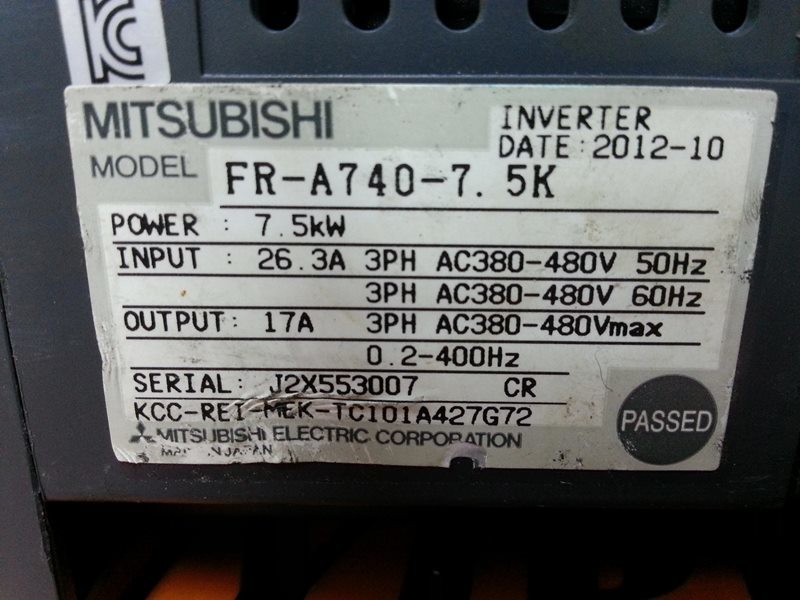 MITSUBISHI
INVERTER
DATE:2012-10
MODEL FR-A740-7.5K
POWER : 7.5kW
INPUT : 26.3A 3PH AC380-480V 50Hz
3PH AC380-480V 60Hz
OUTPUT: 17A 3PH AC380-480Vmax
0.2-400Hz
SERIAL: J2X553007 CR
KCC-REI-MEK-TC101A427G72
PASSED
MITSUBISHI ELECTRIC CORPORATION
JAPAN